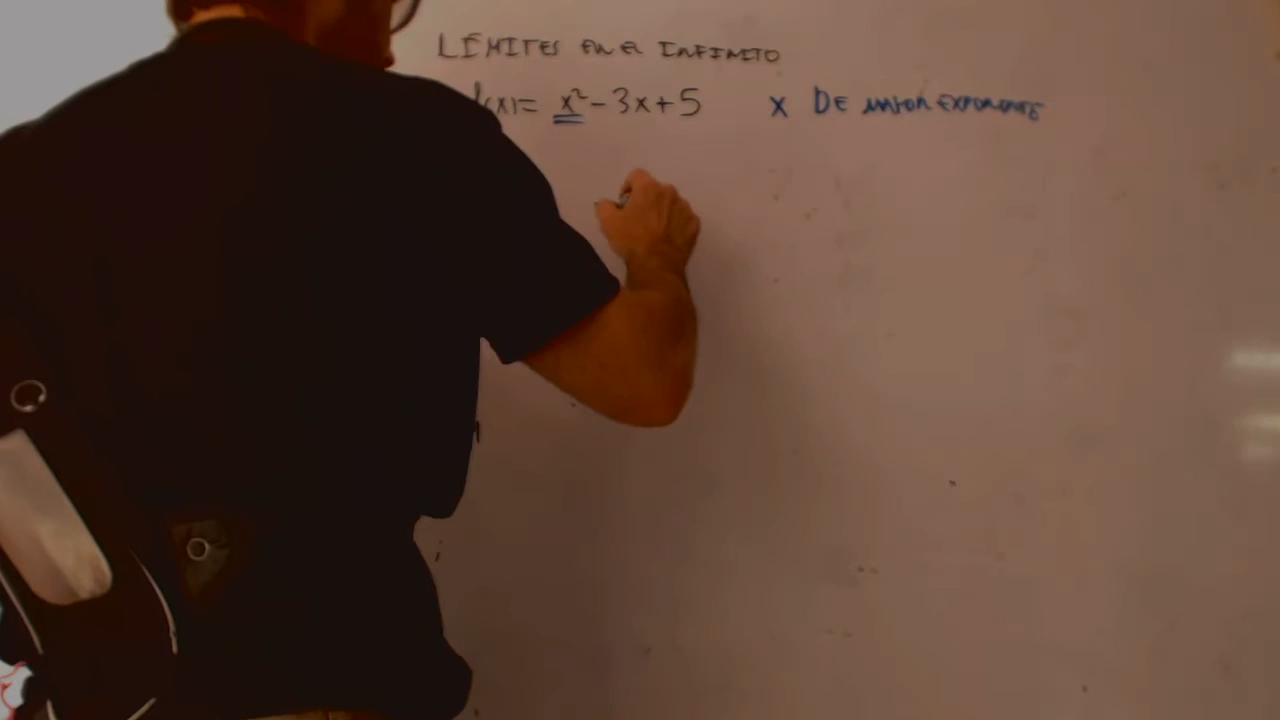 LÍMITES EN EL INFINITO
f(x)= x²-3x+5 x DE MAYOR EXPONENTE